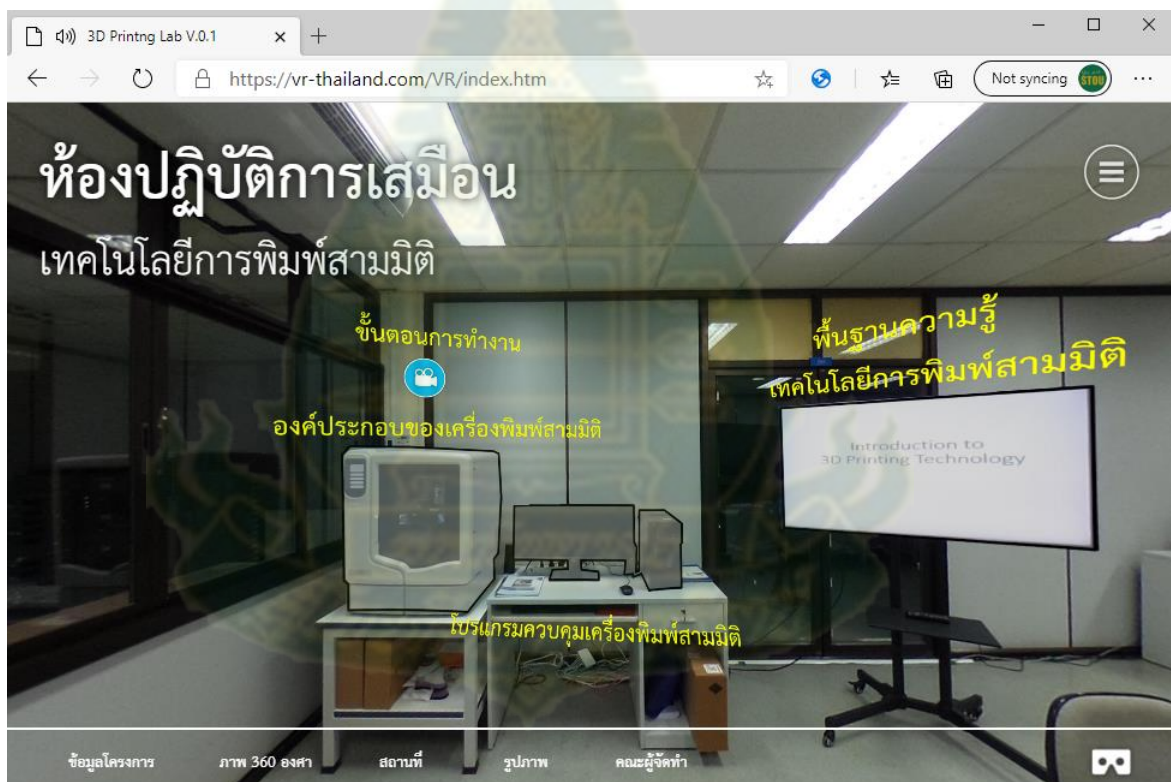 3D Printng Lab V.0.1
https://vr-thailand.com/VR/index.htm
Not syncing
STOU
ห้องปฏิบัติการเสมือน
เทคโนโลยีการพิมพ์สามมิติ
ขั้นตอนการทำงาน
องค์ประกอบของเครื่องพิมพ์สามมิติ
พื้นฐานความรู้
เทคโนโลยีการพิมพ์สามมิติ
Introduction to
3D Printing Technology
โปรแกรมควบคุมเครื่องพิมพ์สามมิติ
ข้อมูลโครงการ ภาพ 360 องศา สถานที่ รูปภาพ คณะผู้จัดทำ